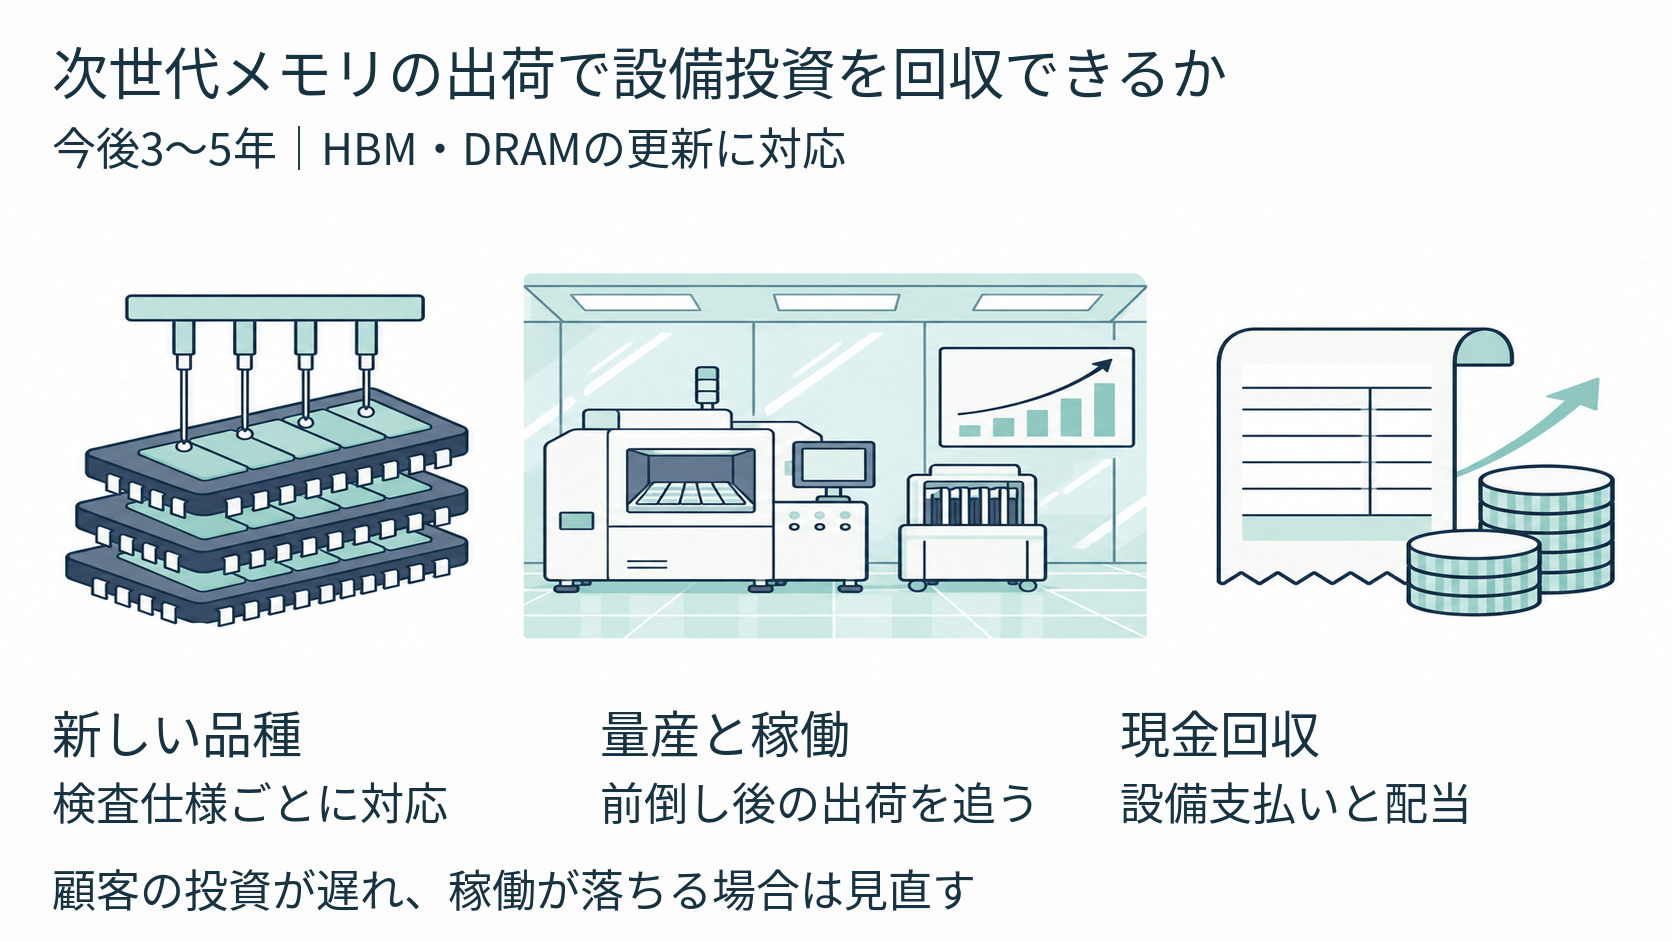 次世代メモリの出荷で設備投資を回収できるか
今後3〜5年｜HBM・DRAMの更新に対応
新しい品種
検査仕様ごとに対応
量産と稼働
前倒し後の出荷を追う
現金回収
設備支払いと配当
顧客の投資が遅れ、稼働が落ちる場合は見直す